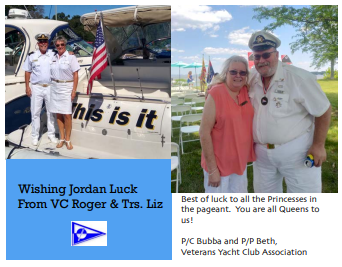 This is it
Wishing Jordan Luck
From VC Roger & Trs. Liz
Best of luck to all the Princesses in
the pageant.  You are all Queens to
us!
P/C Bubba and P/P Beth,
Veterans Yacht Club Association